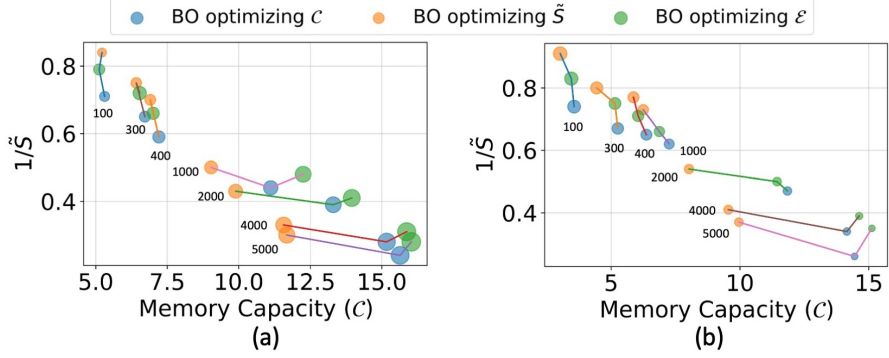 BO optimizing 𝒞 BO optimizing S̃ BO optimizing ℰ
0.8
0.6
0.4
1/S̃
100
300
400
1000
2000
4000
5000
5.0 7.5 10.0 12.5 15.0
Memory Capacity (𝒞)
(a)
0.8
0.6
0.4
1/S̃
100
300
400
1000
2000
4000
5000
5 10 15
Memory Capacity (𝒞)
(b)